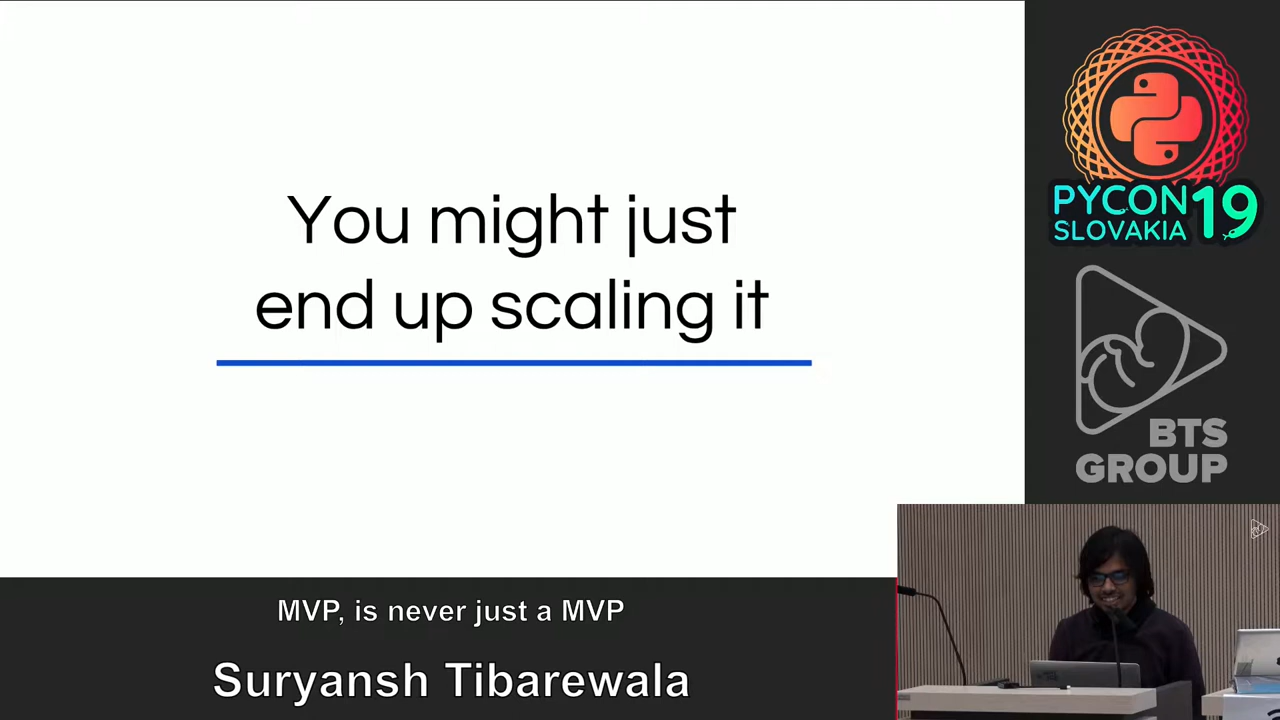 You might just
end up scaling it
PYCON 19
SLOVAKIA
BTS
GROUP
MVP, is never just a MVP
Suryansh Tibarewala